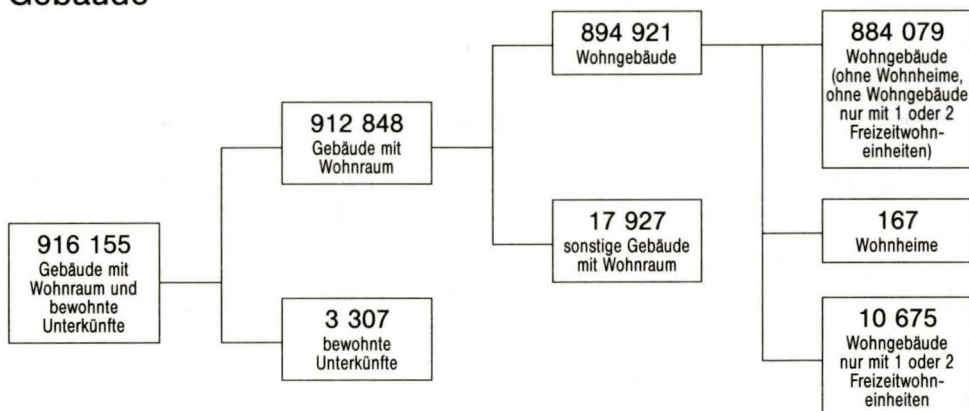 Gebäude
894 921
Wohngebäude
884 079
Wohngebäude
(ohne Wohnheime,
ohne Wohngebäude
nur mit 1 oder 2
Freizeitwohn-
einheiten)
912 848
Gebäude mit
Wohnraum
17 927
sonstige Gebäude
mit Wohnraum
167
Wohnheime
916 155
Gebäude mit
Wohnraum und
bewohnte
Unterkünfte
3 307
bewohnte
Unterkünfte
10 675
Wohngebäude
nur mit 1 oder 2
Freizeitwohn-
einheiten